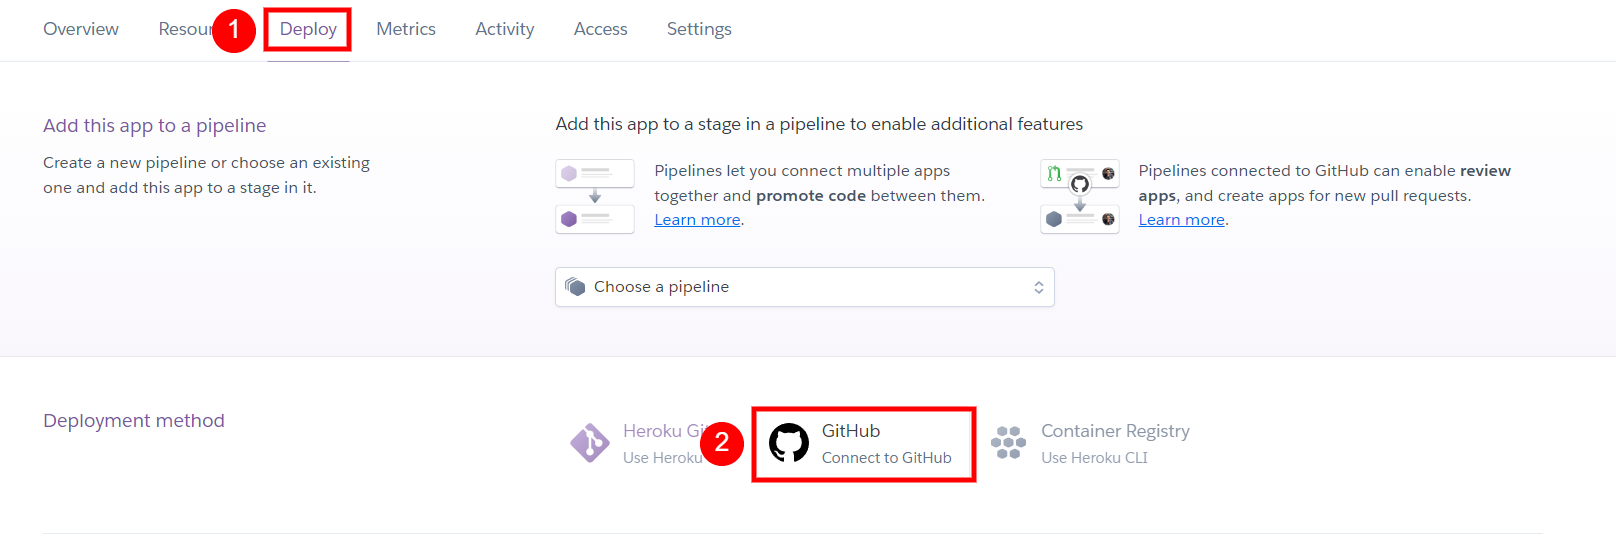 Overview Resour 1 Deploy Metrics Activity Access Settings
Add this app to a pipeline
Create a new pipeline or choose an existing
one and add this app to a stage in it.
Add this app to a stage in a pipeline to enable additional features
Pipelines let you connect multiple apps
together and promote code between them.
Learn more.
Pipelines connected to GitHub can enable review
apps, and create apps for new pull requests.
Learn more.
Choose a pipeline
Deployment method
Heroku Gi
Use Heroku
2
GitHub
Connect to GitHub
Container Registry
Use Heroku CLI